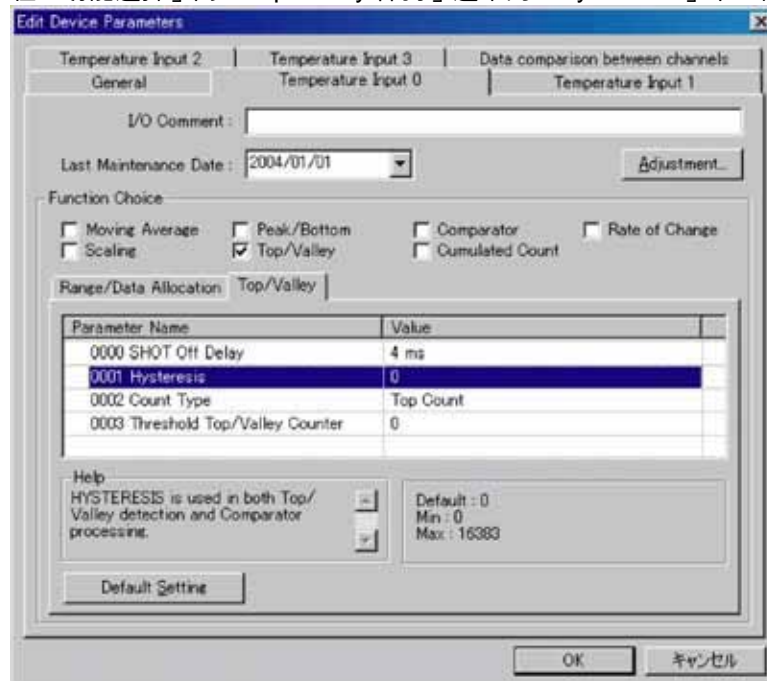 Edit Device Parameters
Temperature Input 2 Temperature Input 3 Data comparison between channels
General Temperature Input 0 Temperature Input 1
I/O Comment :
Last Maintenance Date : 2004/01/01 Adjustment...
Function Choice
Moving Average Peak/Bottom Comparator Rate of Change
Scaling Top/Valley Cumulated Count
Range/Data Allocation Top/Valley
Parameter Name Value
0000 SHOT Off Delay 4 ms
0001 Hysteresis 0
0002 Count Type Top Count
0003 Threshold Top/Valley Counter 0
Help
HYSTERESIS is used in both Top/
Valley detection and Comparator
processing.
Default : 0
Min : 0
Max : 16383
Default Setting
OK キャンセル